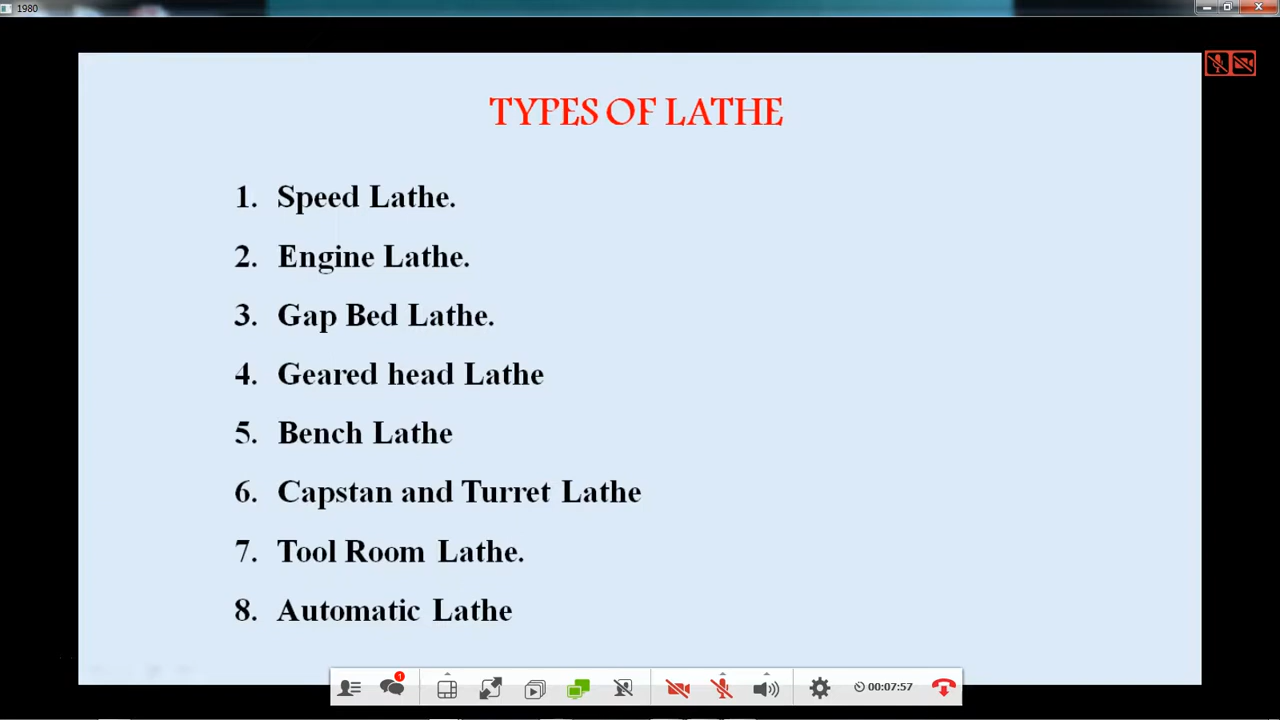 1980
TYPES OF LATHE
1. Speed Lathe.
2. Engine Lathe.
3. Gap Bed Lathe.
4. Geared head Lathe
5. Bench Lathe
6. Capstan and Turret Lathe
7. Tool Room Lathe.
8. Automatic Lathe
1
00:07:57